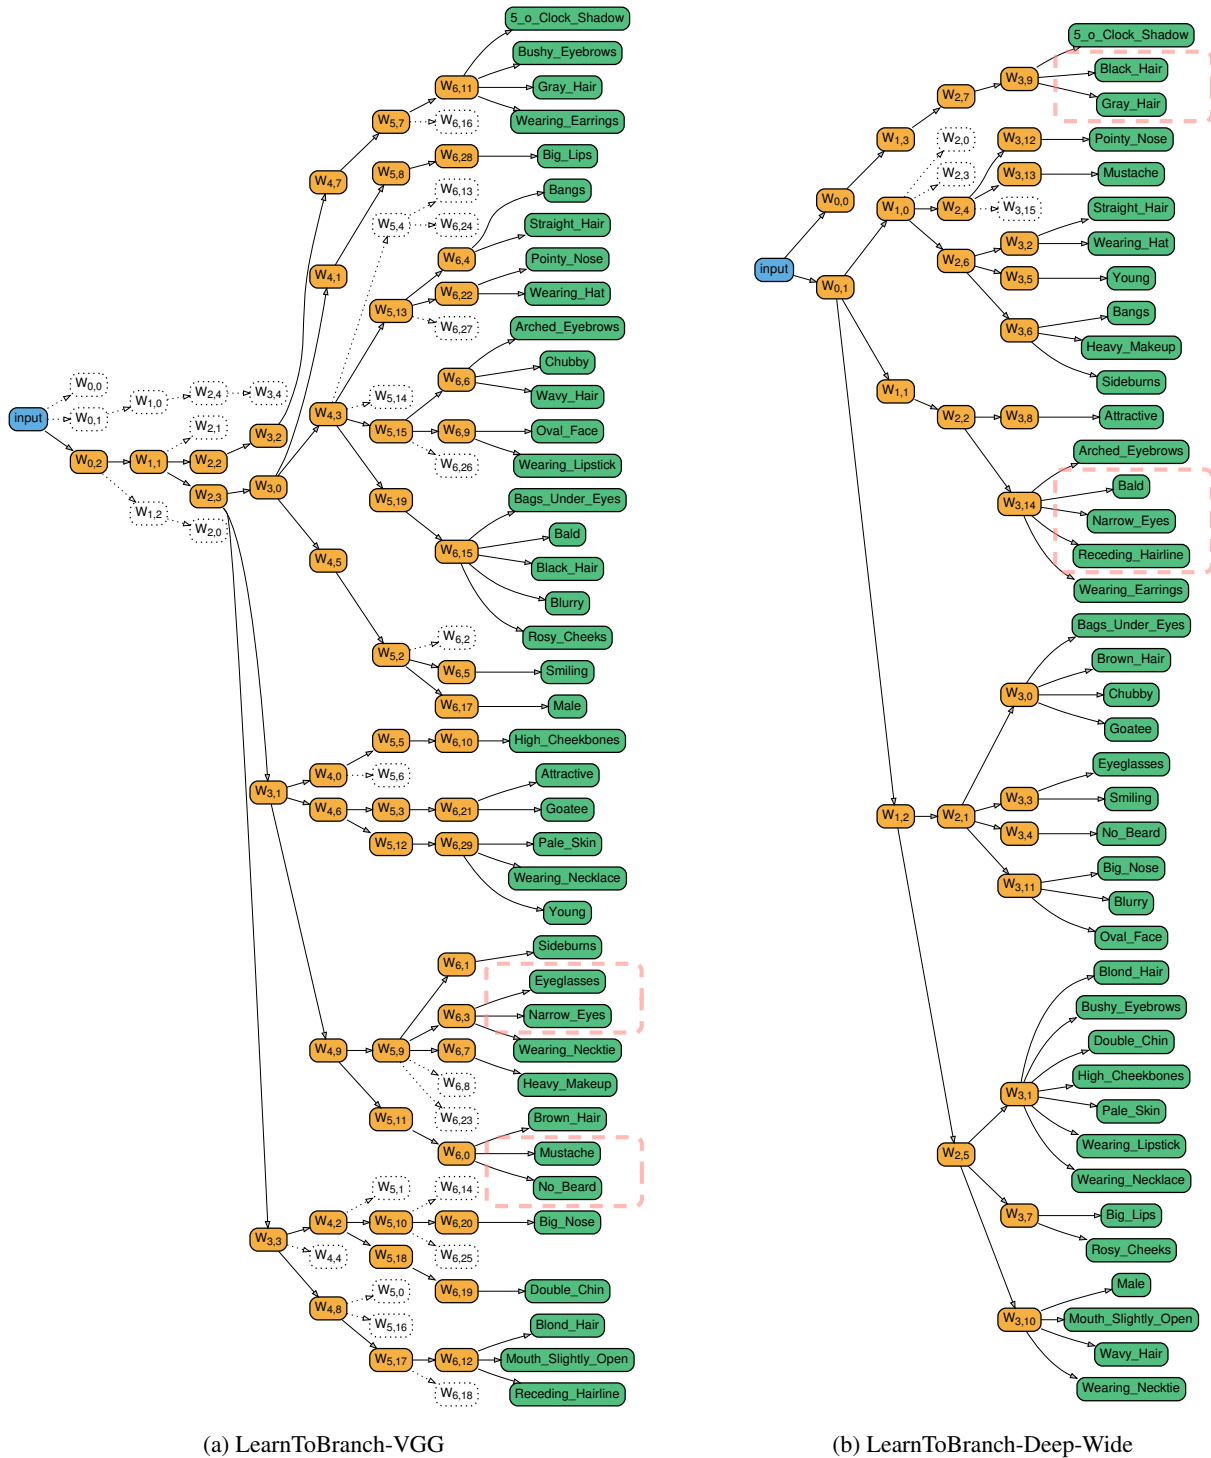 input
W0,0
W0,1
W0,2
W1,0
W1,1
W1,2
W2,4
W2,1
W2,2
W2,3
W2,0
W3,4
W3,2
W3,0
W3,1
W3,3
W4,7
W4,1
W4,3
W4,5
W4,0
W4,6
W4,9
W4,2
W4,4
W4,8
W5,7
W5,8
W5,4
W5,13
W5,14
W5,15
W5,19
W5,2
W5,5
W5,6
W5,3
W5,12
W5,9
W5,11
W5,1
W5,10
W5,18
W5,0
W5,16
W5,17
W6,11
W6,16
W6,28
W6,13
W6,24
W6,4
W6,22
W6,27
W6,6
W6,9
W6,26
W6,15
W6,2
W6,5
W6,17
W6,10
W6,21
W6,29
W6,1
W6,3
W6,7
W6,8
W6,23
W6,0
W6,14
W6,20
W6,25
W6,19
W6,12
W6,18
5_o_Clock_Shadow
Bushy_Eyebrows
Gray_Hair
Wearing_Earrings
Big_Lips
Bangs
Straight_Hair
Pointy_Nose
Wearing_Hat
Arched_Eyebrows
Chubby
Wavy_Hair
Oval_Face
Wearing_Lipstick
Bags_Under_Eyes
Bald
Black_Hair
Blurry
Rosy_Cheeks
Smiling
Male
High_Cheekbones
Attractive
Goatee
Pale_Skin
Wearing_Necklace
Young
Sideburns
Eyeglasses
Narrow_Eyes
Wearing_Necktie
Heavy_Makeup
Brown_Hair
Mustache
No_Beard
Big_Nose
Double_Chin
Blond_Hair
Mouth_Slightly_Open
Receding_Hairline
(a) LearnToBranch-VGG
input
W0,0
W0,1
W1,3
W1,0
W1,1
W1,2
W2,7
W2,0
W2,3
W2,4
W2,6
W2,2
W2,1
W2,5
W3,9
W3,12
W3,13
W3,15
W3,2
W3,5
W3,6
W3,8
W3,14
W3,0
W3,3
W3,4
W3,11
W3,1
W3,7
W3,10
5_o_Clock_Shadow
Black_Hair
Gray_Hair
Pointy_Nose
Mustache
Straight_Hair
Wearing_Hat
Young
Bangs
Heavy_Makeup
Sideburns
Attractive
Arched_Eyebrows
Bald
Narrow_Eyes
Receding_Hairline
Wearing_Earrings
Bags_Under_Eyes
Brown_Hair
Chubby
Goatee
Eyeglasses
Smiling
No_Beard
Big_Nose
Blurry
Oval_Face
Blond_Hair
Bushy_Eyebrows
Double_Chin
High_Cheekbones
Pale_Skin
Wearing_Lipstick
Wearing_Necklace
Big_Lips
Rosy_Cheeks
Male
Mouth_Slightly_Open
Wavy_Hair
Wearing_Necktie
(b) LearnToBranch-Deep-Wide